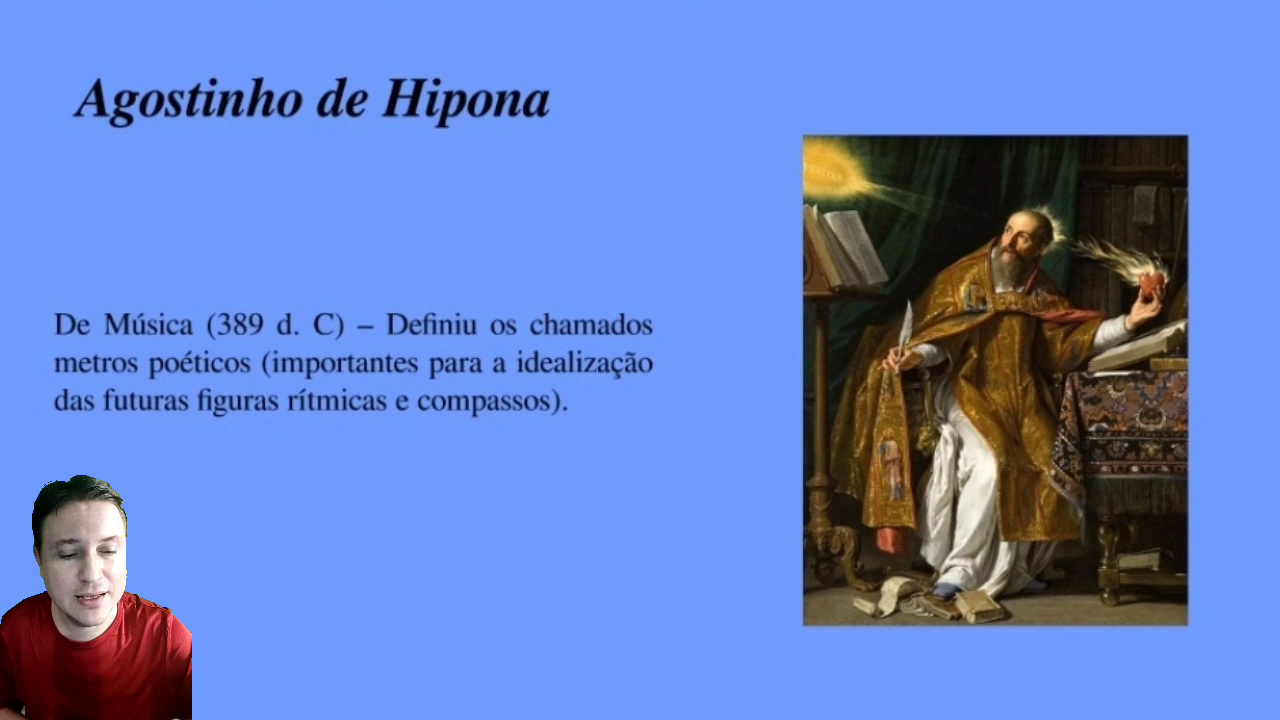 Agostinho de Hipona
VERITAS
De Música (389 d. C) – Definiu os chamados
metros poéticos (importantes para a idealização
das futuras figuras rítmicas e compassos).